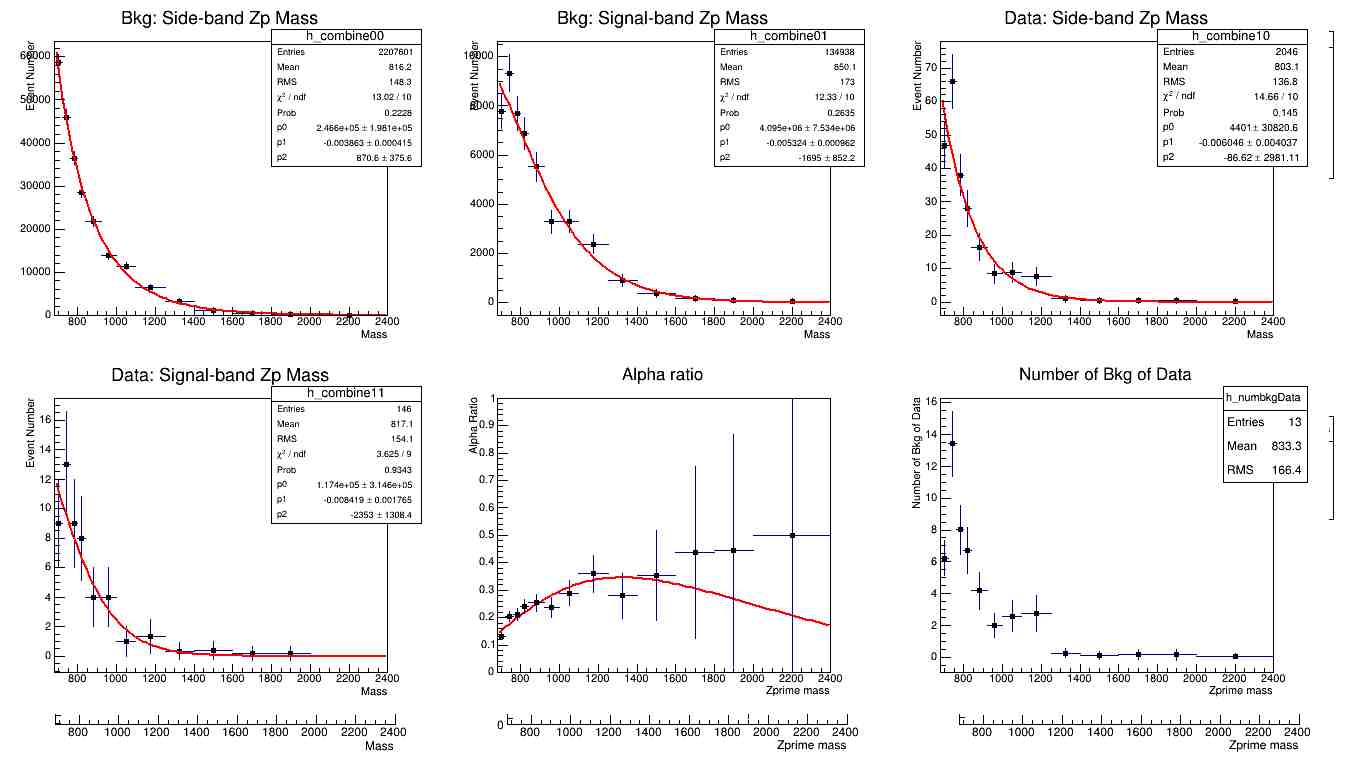 Bkg: Side-band Zp Mass
Event Number
60000
50000
40000
30000
20000
10000
0
800 1000 1200 1400 1600 1800 2000 2200 2400
Mass
h_combine00
Entries 2207601
Mean 816.2
RMS 148.3
χ² / ndf 13.02 / 10
Prob 0.2228
p0 2.466e+05 ± 1.981e+05
p1 -0.003863 ± 0.000415
p2 870.6 ± 375.6
Bkg: Signal-band Zp Mass
Event Number
10000
8000
6000
4000
2000
0
800 1000 1200 1400 1600 1800 2000 2200 2400
Mass
h_combine01
Entries 134938
Mean 850.1
RMS 173
χ² / ndf 12.33 / 10
Prob 0.2635
p0 4.095e+06 ± 7.534e+06
p1 -0.005324 ± 0.000962
p2 -1695 ± 852.2
Data: Side-band Zp Mass
Event Number
70
60
50
40
30
20
10
0
800 1000 1200 1400 1600 1800 2000 2200 2400
Mass
h_combine10
Entries 2046
Mean 803.1
RMS 136.8
χ² / ndf 14.66 / 10
Prob 0.145
p0 4401± 30820.6
p1 -0.006046 ± 0.004037
p2 -86.62 ± 2981.11
Data: Signal-band Zp Mass
Event Number
16
14
12
10
8
6
4
2
0
800 1000 1200 1400 1600 1800 2000 2200 2400
Mass
h_combine11
Entries 146
Mean 817.1
RMS 154.1
χ² / ndf 3.625 / 9
Prob 0.9343
p0 1.174e+05 ± 3.146e+05
p1 -0.008419 ± 0.001765
p2 -2353 ± 1308.4
Alpha ratio
Alpha Ratio
1
0.9
0.8
0.7
0.6
0.5
0.4
0.3
0.2
0.1
0
800 1000 1200 1400 1600 1800 2000 2200 2400
Zprime mass
Number of Bkg of Data
Number of Bkg of Data
16
14
12
10
8
6
4
2
0
800 1000 1200 1400 1600 1800 2000 2200 2400
Zprime mass
h_numbkgData
Entries 13
Mean 833.3
RMS 166.4
800 1000 1200 1400 1600 1800 2000 2200 2400
Mass
0
800 1000 1200 1400 1600 1800 2000 2200 2400
Zprime mass
800 1000 1200 1400 1600 1800 2000 2200 2400
Zprime mass